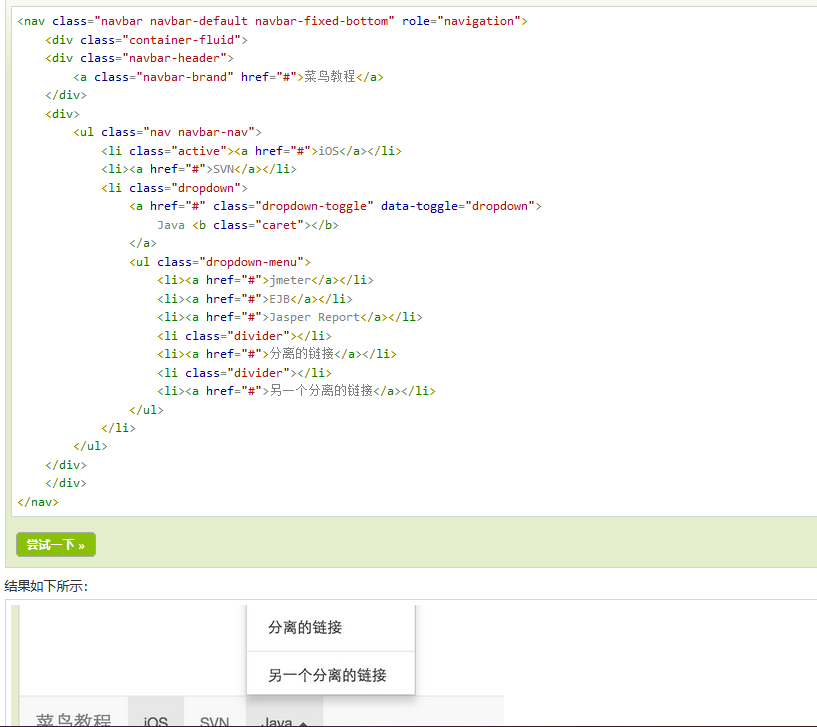 <nav class="navbar navbar-default navbar-fixed-bottom" role="navigation">
    <div class="container-fluid">
    <div class="navbar-header">
        <a class="navbar-brand" href="#">菜鸟教程</a>
    </div>
    <div>
        <ul class="nav navbar-nav">
            <li class="active"><a href="#">iOS</a></li>
            <li><a href="#">SVN</a></li>
            <li class="dropdown">
                <a href="#" class="dropdown-toggle" data-toggle="dropdown">
                    Java <b class="caret"></b>
                </a>
                <ul class="dropdown-menu">
                    <li><a href="#">jmeter</a></li>
                    <li><a href="#">EJB</a></li>
                    <li><a href="#">Jasper Report</a></li>
                    <li class="divider"></li>
                    <li><a href="#">分离的链接</a></li>
                    <li class="divider"></li>
                    <li><a href="#">另一个分离的链接</a></li>
                </ul>
            </li>
        </ul>
    </div>
    </div>
</nav>
尝试一下 »
结果如下所示:
分离的链接
另一个分离的链接
菜鸟教程 iOS SVN Java